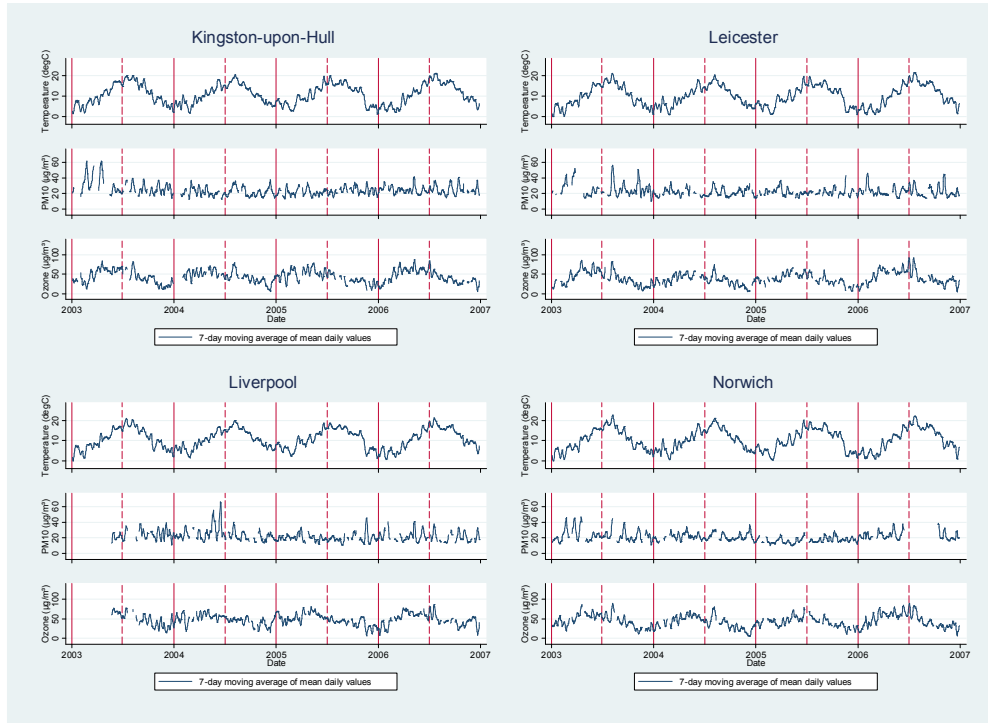 Kingston-upon-Hull
Temperature (degC)
20
10
0
PM10 (µg/m³)
60
40
20
0
Ozone (µg/m³)
100
50
0
2003 2004 2005 2006 2007
Date
7-day moving average of mean daily values
Leicester
Temperature (degC)
20
10
0
PM10 (µg/m³)
60
40
20
0
Ozone (µg/m³)
100
50
0
2003 2004 2005 2006 2007
Date
7-day moving average of mean daily values
Liverpool
Temperature (degC)
20
10
0
PM10 (µg/m³)
60
40
20
0
Ozone (µg/m³)
100
50
0
2003 2004 2005 2006 2007
Date
7-day moving average of mean daily values
Norwich
Temperature (degC)
20
10
0
PM10 (µg/m³)
60
40
20
0
Ozone (µg/m³)
100
50
0
2003 2004 2005 2006 2007
Date
7-day moving average of mean daily values